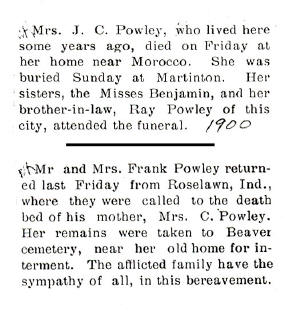 Mrs. J. C. Powley, who lived here
some years ago, died on Friday at
her home near Morocco. She was
buried Sunday at Martinton. Her
sisters, the Misses Benjamin, and her
brother-in-law, Ray Powley of this
city, attended the funeral. 1900
Mr and Mrs. Frank Powley return-
ed last Friday from Roselawn, Ind.,
where they were called to the death
bed of his mother, Mrs. C. Powley.
Her remains were taken to Beaver
cemetery, near her old home for in-
terment. The afflicted family have the
sympathy of all, in this bereavement.